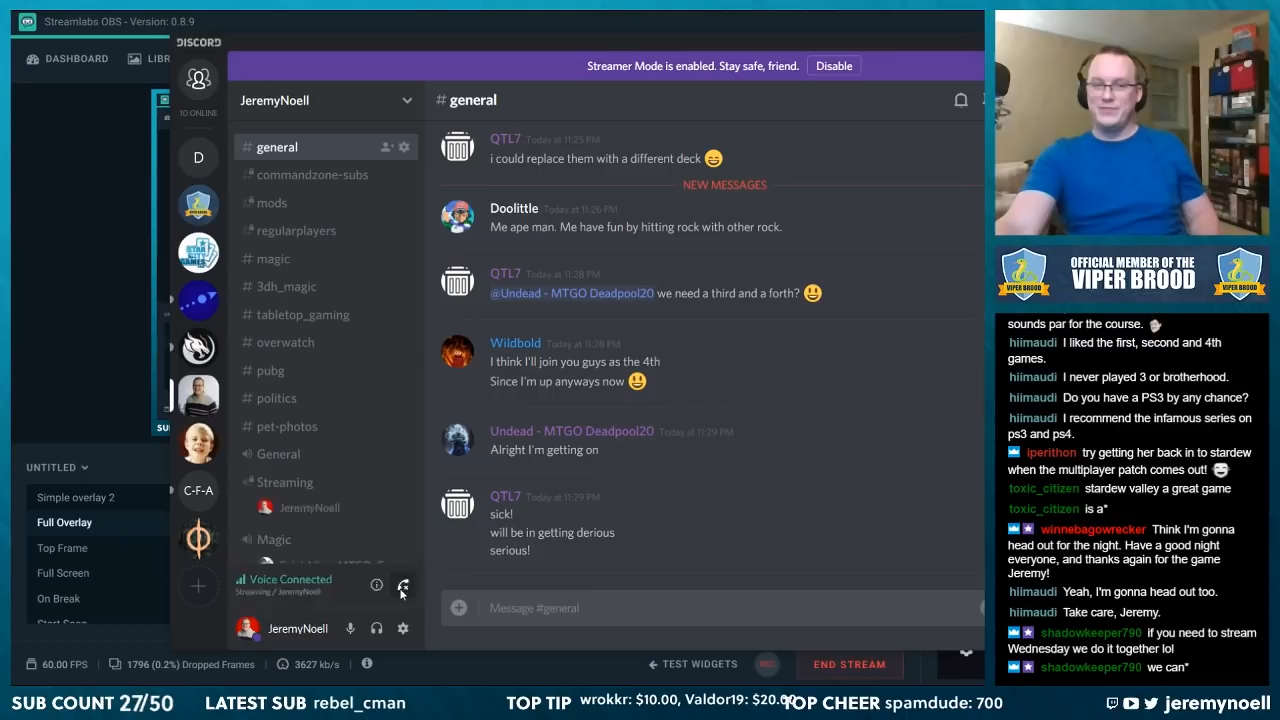 Streamlabs OBS - Version: 0.8.9
DASHBOARD
LIBR
DISCORD
10 ONLINE
D
C-F-A
Streamer Mode is enabled. Stay safe, friend.
Disable
JeremyNoell
# general
# general
commandzone-subs
mods
regularplayers
# magic
# 3dh_magic
# tabletop_gaming
# overwatch
# pubg
# politics
# pet-photos
General
Streaming
JeremyNoell
Magic
Voice Connected
Streaming / JeremyNoell
JeremyNoell
QTL7 Today at 11:25 PM
i could replace them with a different deck 😄
NEW MESSAGES
Doolittle Today at 11:26 PM
Me ape man. Me have fun by hitting rock with other rock.
QTL7 Today at 11:28 PM
@Undead - MTGO Deadpool20 we need a third and a forth? 😃
Wildbold Today at 11:28 PM
I think I'll join you guys as the 4th
Since I'm up anyways now 😃
Undead - MTGO Deadpool20 Today at 11:29 PM
Alright I'm getting on
QTL7 Today at 11:29 PM
sick!
will be in getting derious
serious!
Message #general
UNTITLED
Simple overlay 2
Full Overlay
Top Frame
Full Screen
On Break
60.00 FPS
1796 (0.2%) Dropped Frames
3627 kb/s
TEST WIDGETS
REC
END STREAM
OFFICIAL MEMBER OF THE
VIPER BROOD
sounds par for the course.
hiimaudi I liked the first, second and 4th
games.
hiimaudi I never played 3 or brotherhood.
hiimaudi Do you have a PS3 by any chance?
hiimaudi I recommend the infamous series on
ps3 and ps4.
iperithon try getting her back in to stardew
when the multiplayer patch comes out!
toxic_citizen stardew valley a great game
toxic_citizen is a*
winnebagowrecker Think I'm gonna
head out for the night. Have a good night
everyone, and thanks again for the game
Jeremy!
hiimaudi Yeah, I'm gonna head out too.
hiimaudi Take care, Jeremy.
shadowkeeper790 if you need to stream
Wednesday we do it together lol
shadowkeeper790 we can*
SUB COUNT 27/50
LATEST SUB rebel_cman
TOP TIP wrokkr: $10.00, Valdor19: $20.00
TOP CHEER spamdude: 700
jeremynoell